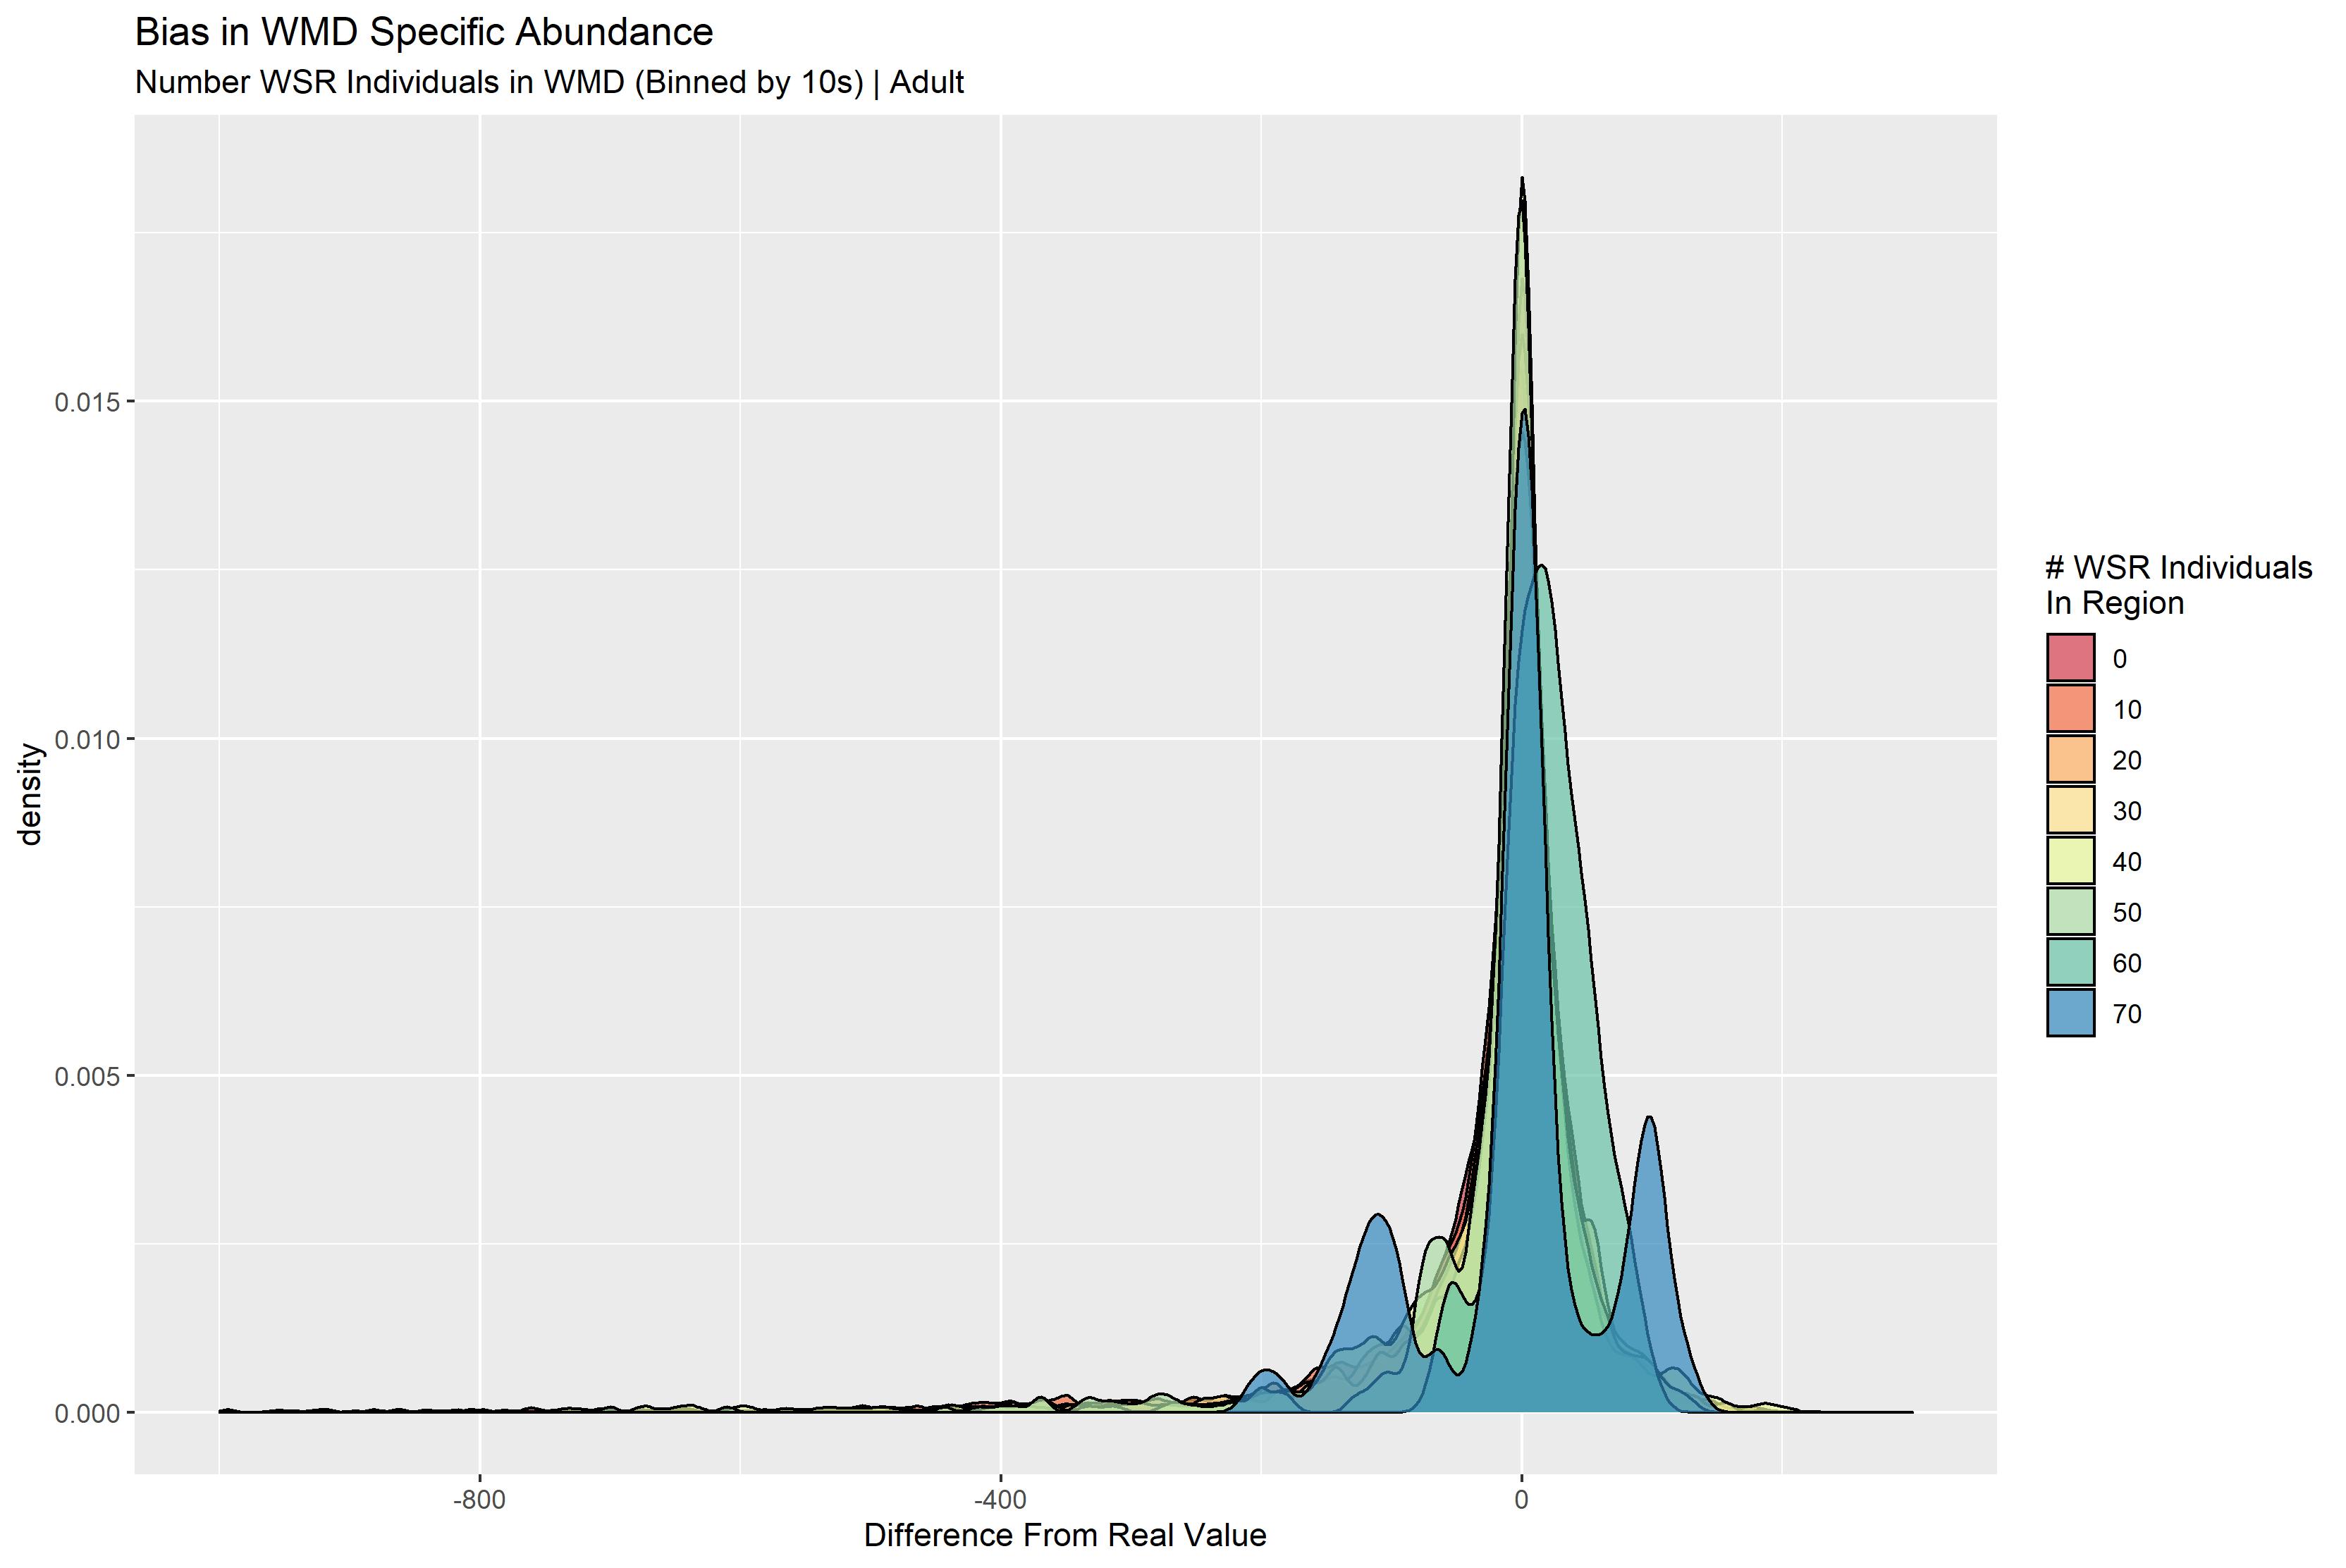 Bias in WMD Specific Abundance
Number WSR Individuals in WMD (Binned by 10s) | Adult
density
0.015
0.010
0.005
0.000
-800
-400
0
Difference From Real Value
# WSR Individuals
In Region
0
10
20
30
40
50
60
70